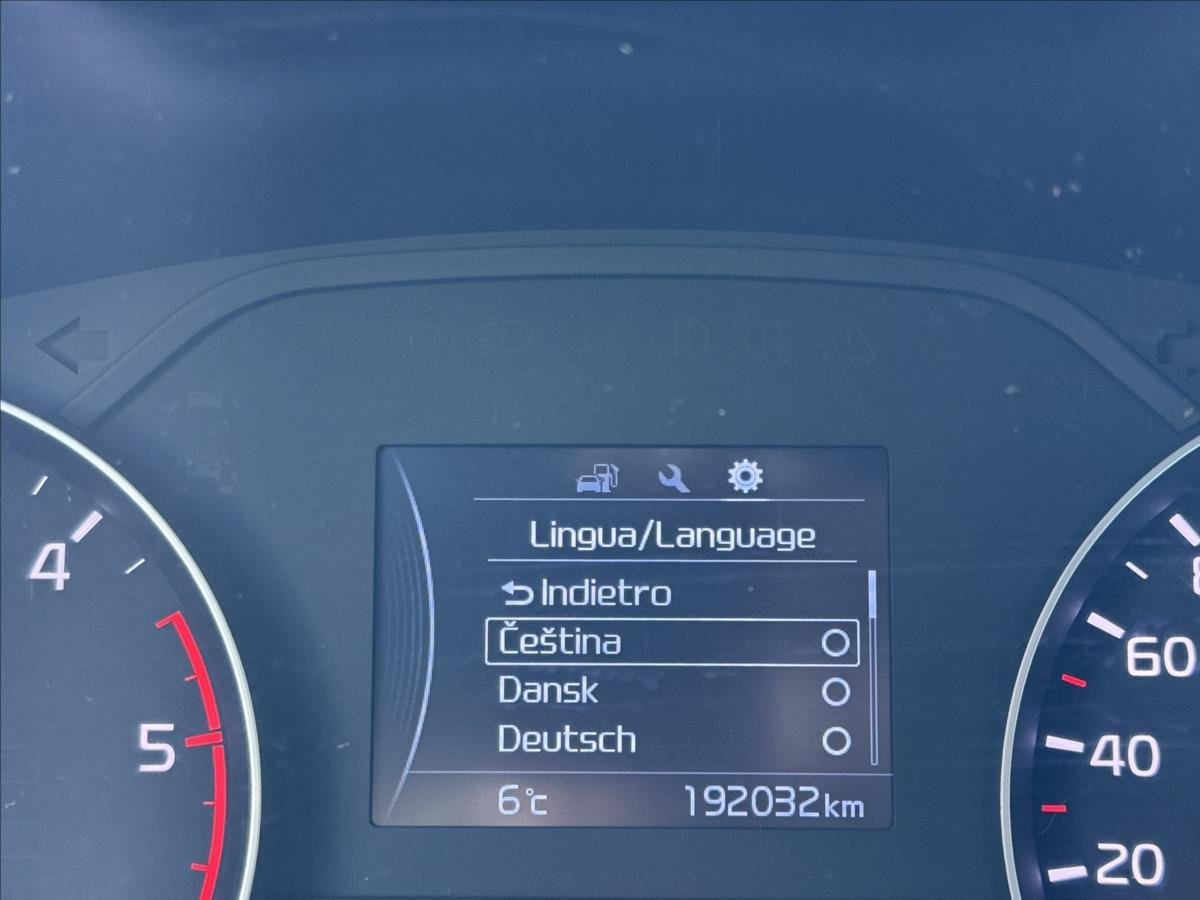 Lingua/Language
Indietro
Čeština
Dansk
Deutsch
6°c 192032km
4
5
60
40
20